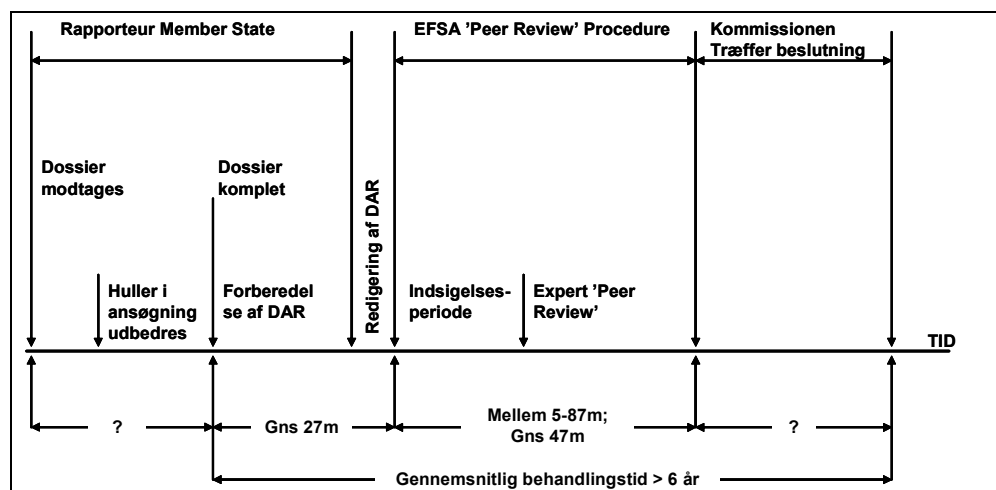 Rapporteur Member State
EFSA ’Peer Review’ Procedure
Kommissionen
Træffer beslutning
Dossier
modtages
Dossier
komplet
Redigering af DAR
Huller i
ansøgning
udbedres
Forberedel
se af DAR
Indsigelses-
periode
Expert ’Peer
Review’
TID
?
Gns 27m
Mellem 5-87m;
Gns 47m
?
Gennemsnitlig behandlingstid > 6 år